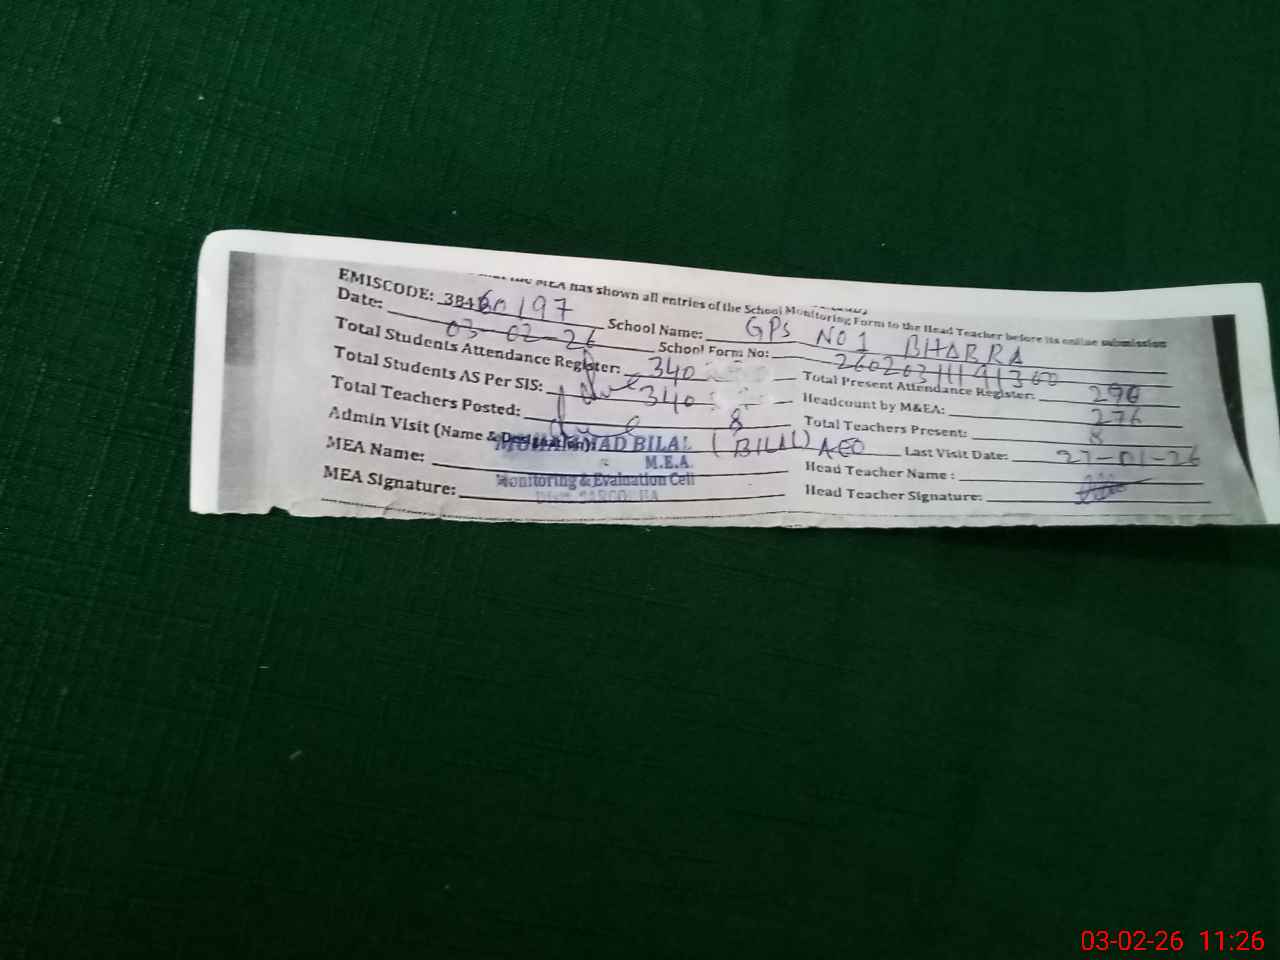 the MEA has shown all entries of the School Monitoring Form to the Head Teacher before its online submission
EMISCODE: 38460197 School Name: GPS NO 1 BHABRA
Date: 03-02-26 School Form No:
Total Students Attendance Register: 340 Total Present Attendance Register: 296
Total Students AS Per SIS: 340 Headcount by M&EA: 276
Total Teachers Posted: 8 Total Teachers Present: 8
Admin Visit (Name & Designation): (BILAL) AEO Last Visit Date: 27-01-26
MEA Name: MUHAMMAD BILAL Head Teacher Name :
M.E.A
MEA Signature: Monitoring & Evaluation Cell Head Teacher Signature:
Distt. SARGODHA
03-02-26 11:26